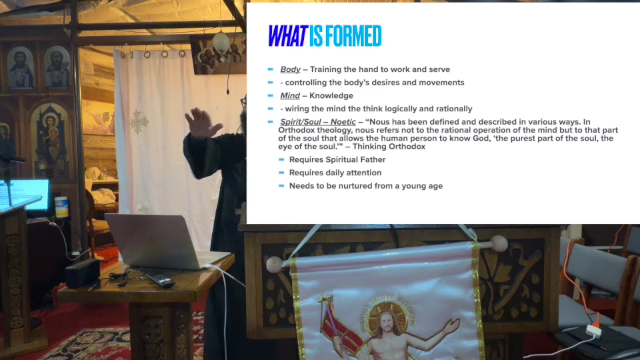 WHAT IS FORMED
Body – Training the hand to work and serve
- controlling the body's desires and movements
Mind – Knowledge
- wiring the mind the think logically and rationally
Spirit/Soul – Noetic – "Nous has been defined and described in various ways. In
Orthodox theology, nous refers not to the rational operation of the mind but to that part
of the soul that allows the human person to know God, 'the purest part of the soul, the
eye of the soul.'" – Thinking Orthodox
Requires Spiritual Father
Requires daily attention
Needs to be nurtured from a young age